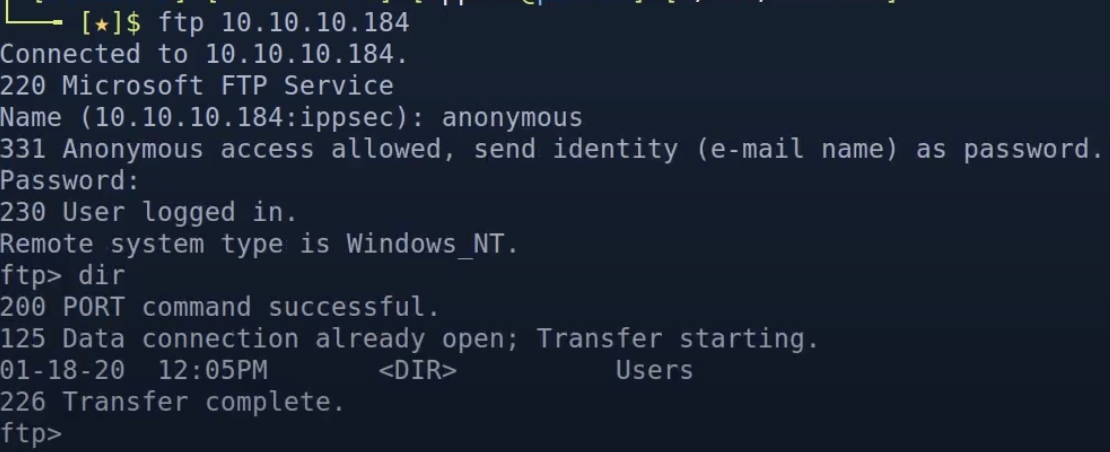 [★]$ ftp 10.10.10.184
Connected to 10.10.10.184.
220 Microsoft FTP Service
Name (10.10.10.184:ippsec): anonymous
331 Anonymous access allowed, send identity (e-mail name) as password.
Password:
230 User logged in.
Remote system type is Windows_NT.
ftp> dir
200 PORT command successful.
125 Data connection already open; Transfer starting.
01-18-20  12:05PM       <DIR>          Users
226 Transfer complete.
ftp>